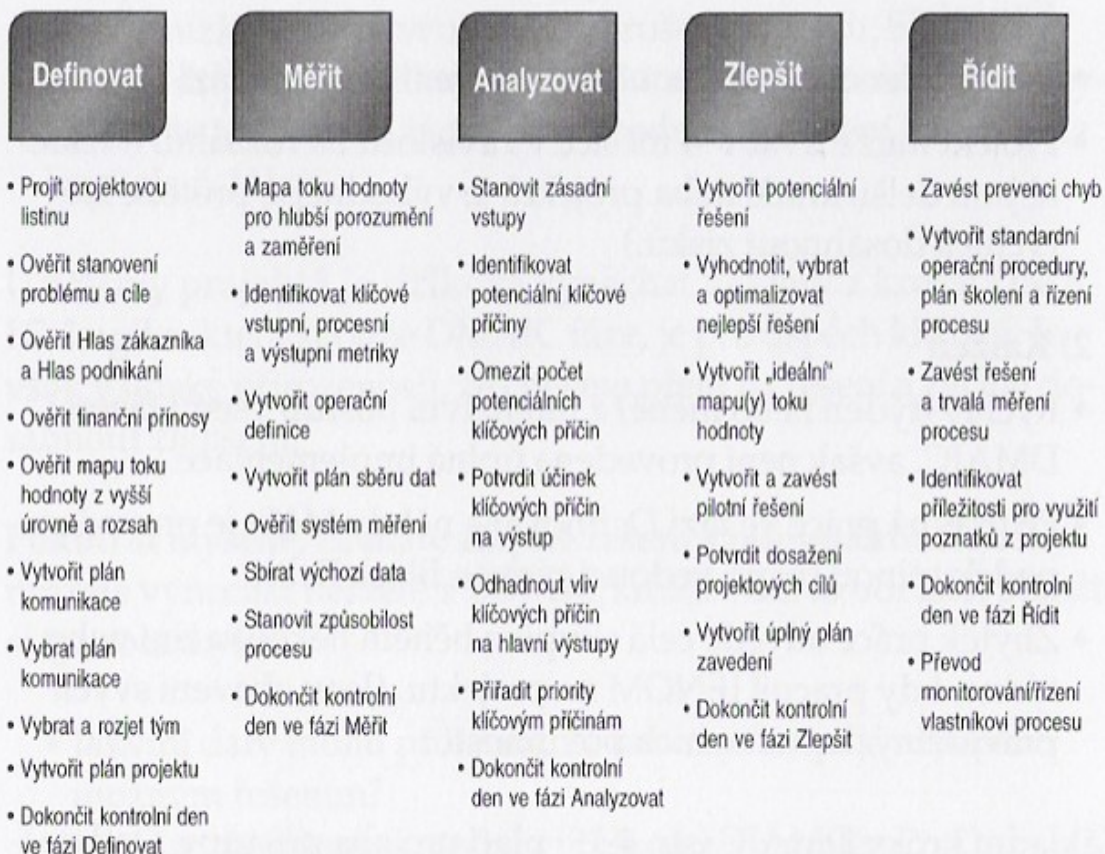 Definovat
• Projít projektovou
listinu
• Ověřit stanovení
problému a cíle
• Ověřit Hlas zákazníka
a Hlas podnikání
• Ověřit finanční přínosy
• Ověřit mapu toku
hodnoty z vyšší
úrovně a rozsah
• Vytvořit plán
komunikace
• Vybrat plán
komunikace
• Vybrat a rozjet tým
• Vytvořit plán projektu
• Dokončit kontrolní den
ve fázi Definovat
Měřit
• Mapa toku hodnoty
pro hlubší porozumění
a zaměření
• Identifikovat klíčové
vstupní, procesní
a výstupní metriky
• Vytvořit operační
definice
• Vytvořit plán sběru dat
• Ověřit systém měření
• Sbírat výchozí data
• Stanovit způsobilost
procesu
• Dokončit kontrolní
den ve fázi Měřit
Analyzovat
• Stanovit zásadní
vstupy
• Identifikovat
potenciální klíčové
příčiny
• Omezit počet
potenciálních
klíčových příčin
• Potvrdit účinek
klíčových příčin
na výstup
• Odhadnout vliv
klíčových příčin
na hlavní výstupy
• Přiřadit priority
klíčovým příčinám
• Dokončit kontrolní
den ve fázi Analyzovat
Zlepšit
• Vytvořit potenciální
řešení
• Vyhodnotit, vybrat
a optimalizovat
nejlepší řešení
• Vytvořit „ideální"
mapu(y) toku
hodnoty
• Vytvořit a zavést
pilotní řešení
• Potvrdit dosažení
projektových cílů
• Vytvořit úplný plán
zavedení
• Dokončit kontrolní
den ve fázi Zlepšit
Řídit
• Zavést prevenci chyb
• Vytvořit standardní
operační procedury,
plán školení a řízení
procesu
• Zavést řešení
a trvalá měření
procesu
• Identifikovat
příležitosti pro využití
poznatků z projektu
• Dokončit kontrolní
den ve fázi Řídit
• Převod
monitorování/řízení
vlastníkovi procesu